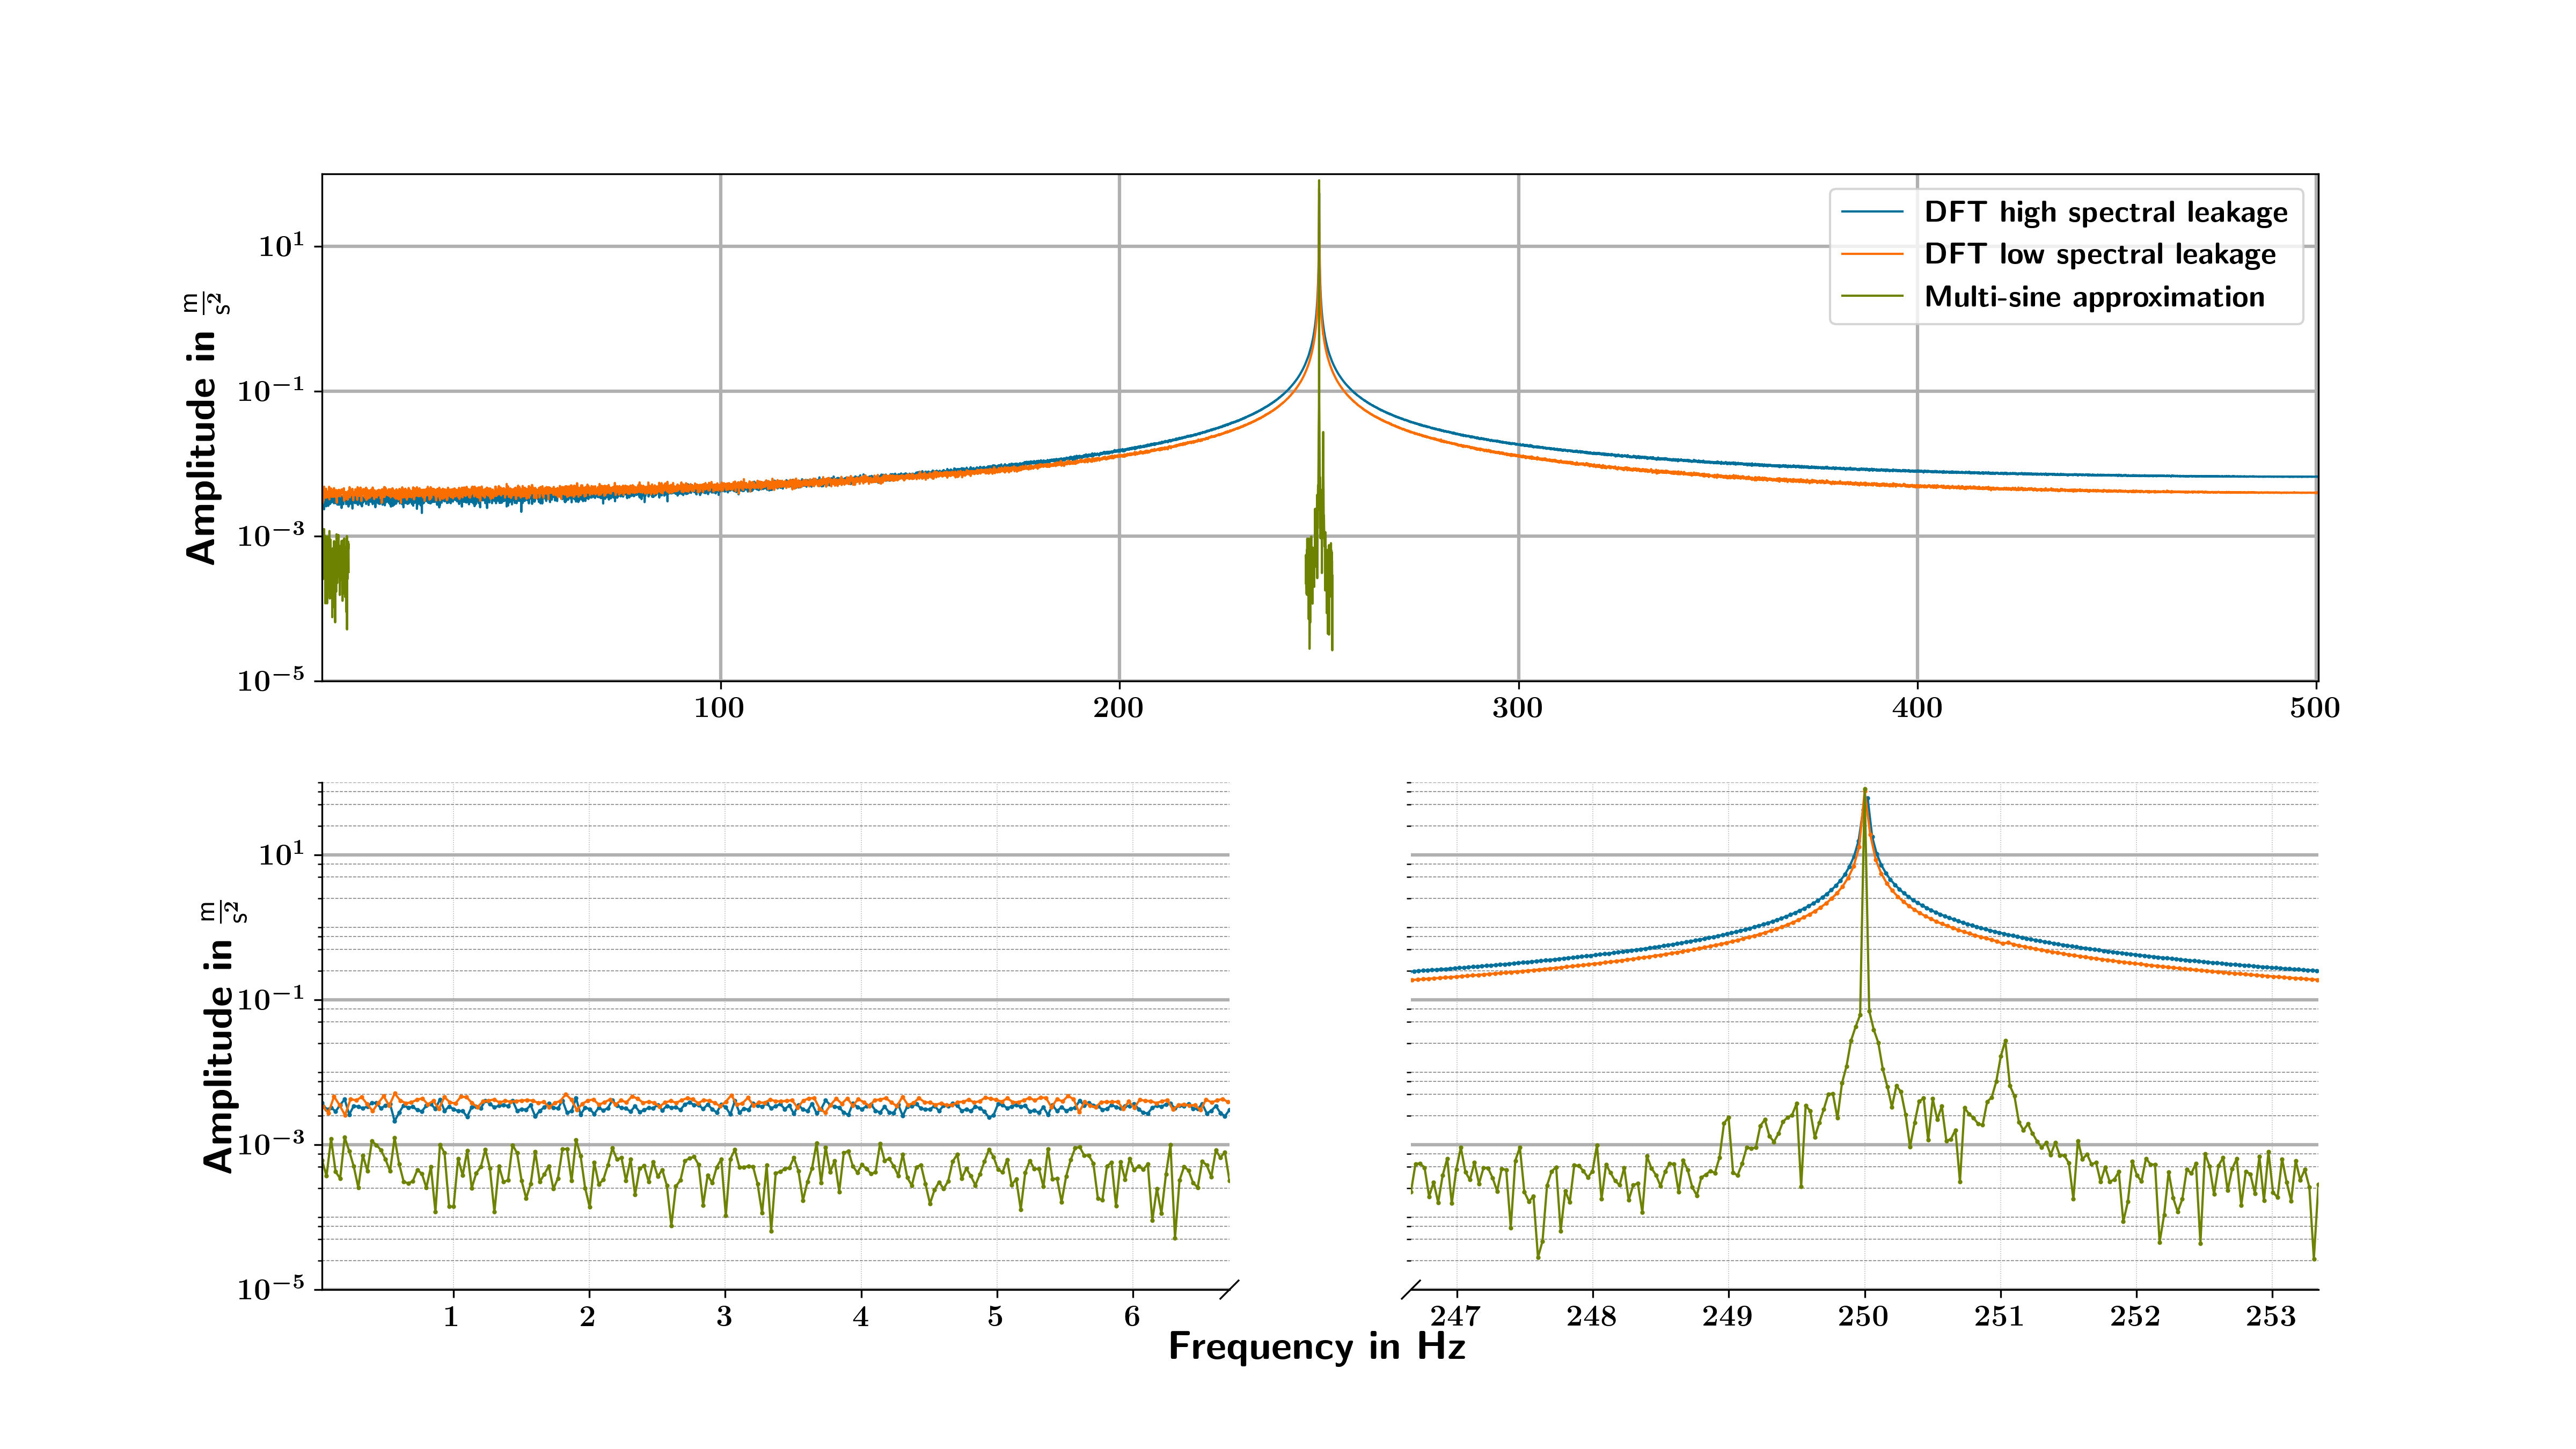 Amplitude in m/s²
10¹
10⁻¹
10⁻³
10⁻⁵
DFT high spectral leakage
DFT low spectral leakage
Multi-sine approximation
100 200 300 400 500
Amplitude in m/s²
10¹
10⁻¹
10⁻³
10⁻⁵
1 2 3 4 5 6 247 248 249 250 251 252 253
Frequency in Hz